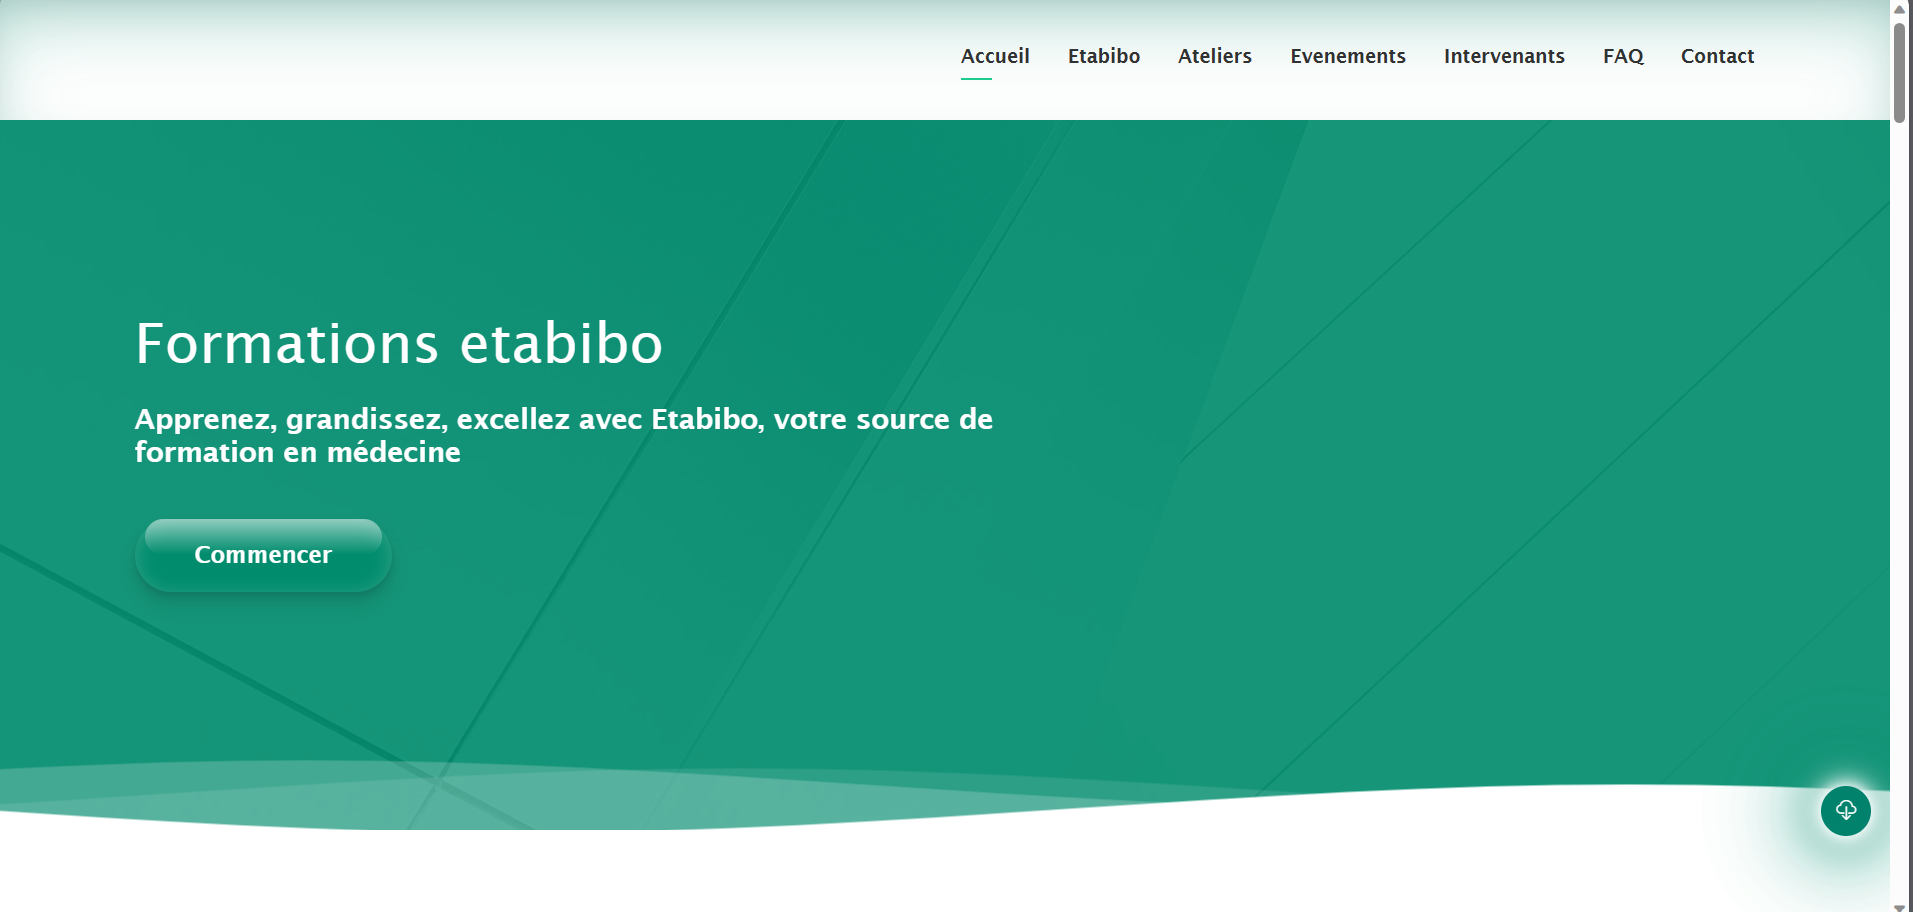 Accueil Etabibo Ateliers Evenements Intervenants FAQ Contact
Formations etabibo
Apprenez, grandissez, excellez avec Etabibo, votre source de
formation en médecine
Commencer